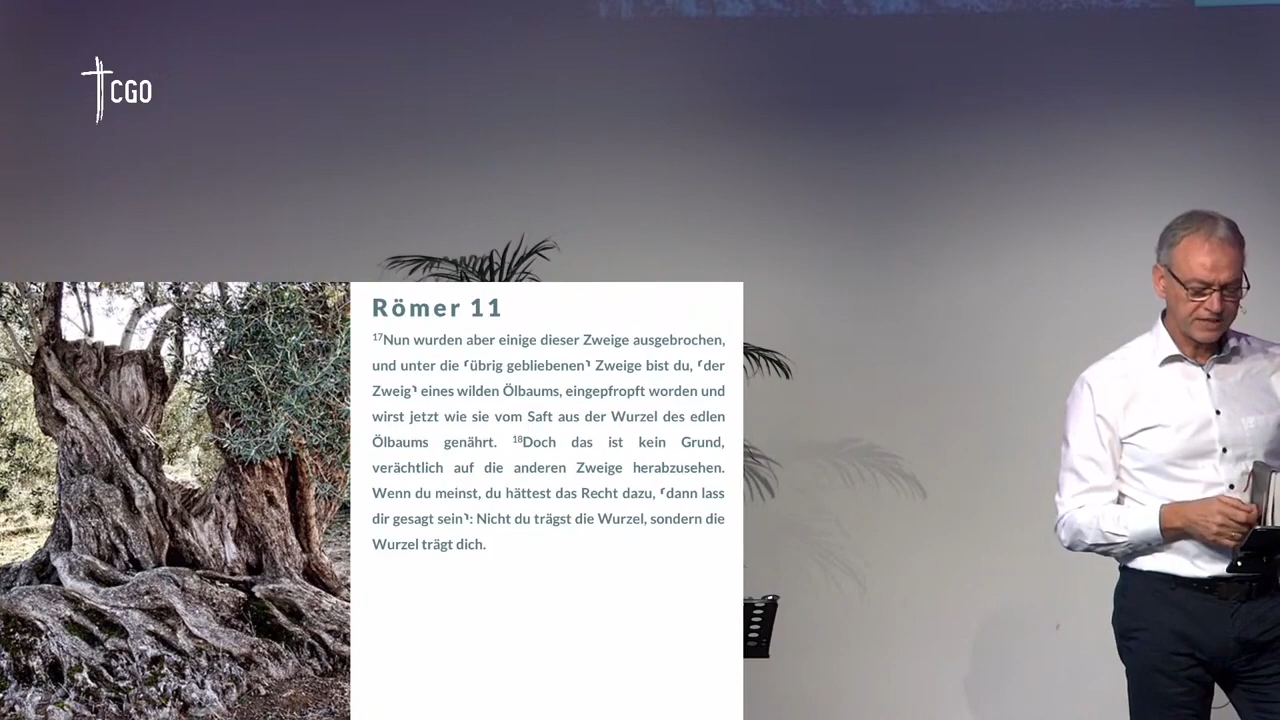 CGO
Römer 11
¹⁷Nun wurden aber einige dieser Zweige ausgebrochen,
und unter die ⸢übrig gebliebenen⸣ Zweige bist du, ⸢der
Zweig⸣ eines wilden Ölbaums, eingepfropft worden und
wirst jetzt wie sie vom Saft aus der Wurzel des edlen
Ölbaums genährt. ¹⁸Doch das ist kein Grund,
verächtlich auf die anderen Zweige herabzusehen.
Wenn du meinst, du hättest das Recht dazu, ⸢dann lass
dir gesagt sein⸣: Nicht du trägst die Wurzel, sondern die
Wurzel trägt dich.